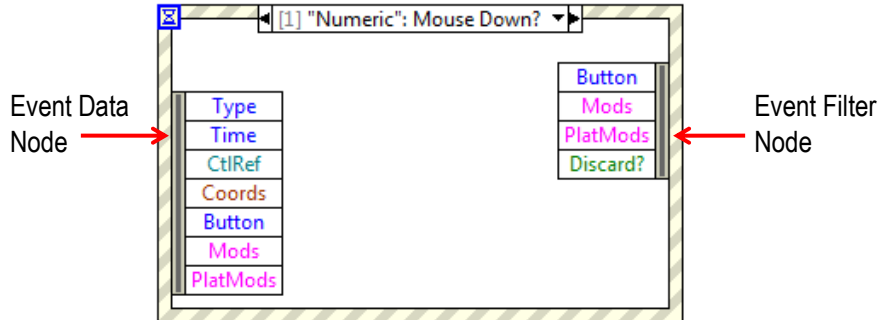 [1] "Numeric": Mouse Down?
Event Data
Node
Type
Time
CtlRef
Coords
Button
Mods
PlatMods
Button
Mods
PlatMods
Discard?
Event Filter
Node